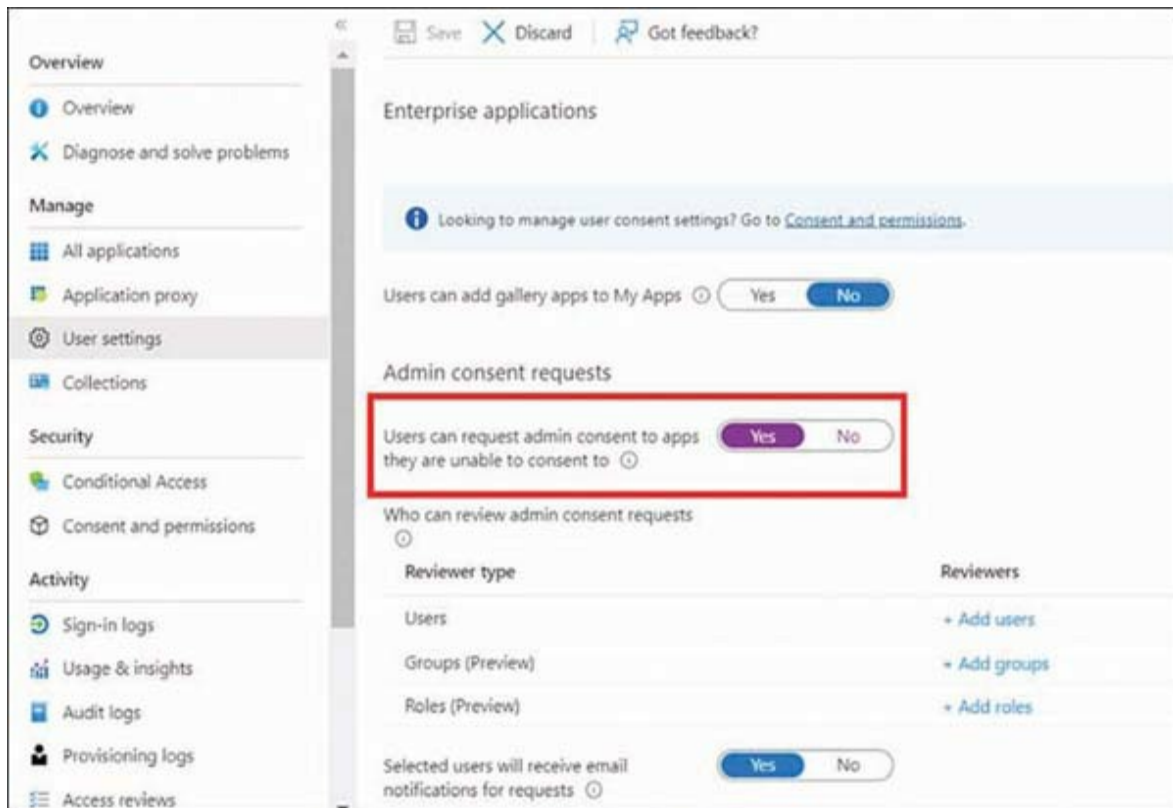 Overview
Overview
Diagnose and solve problems
Manage
All applications
Application proxy
User settings
Collections
Security
Conditional Access
Consent and permissions
Activity
Sign-in logs
Usage & insights
Audit logs
Provisioning logs
Access reviews
Save Discard Got feedback?
Enterprise applications
Looking to manage user consent settings? Go to Consent and permissions.
Users can add gallery apps to My Apps Yes No
Admin consent requests
Users can request admin consent to apps Yes No
they are unable to consent to
Who can review admin consent requests
Reviewer type Reviewers
Users + Add users
Groups (Preview) + Add groups
Roles (Preview) + Add roles
Selected users will receive email Yes No
notifications for requests